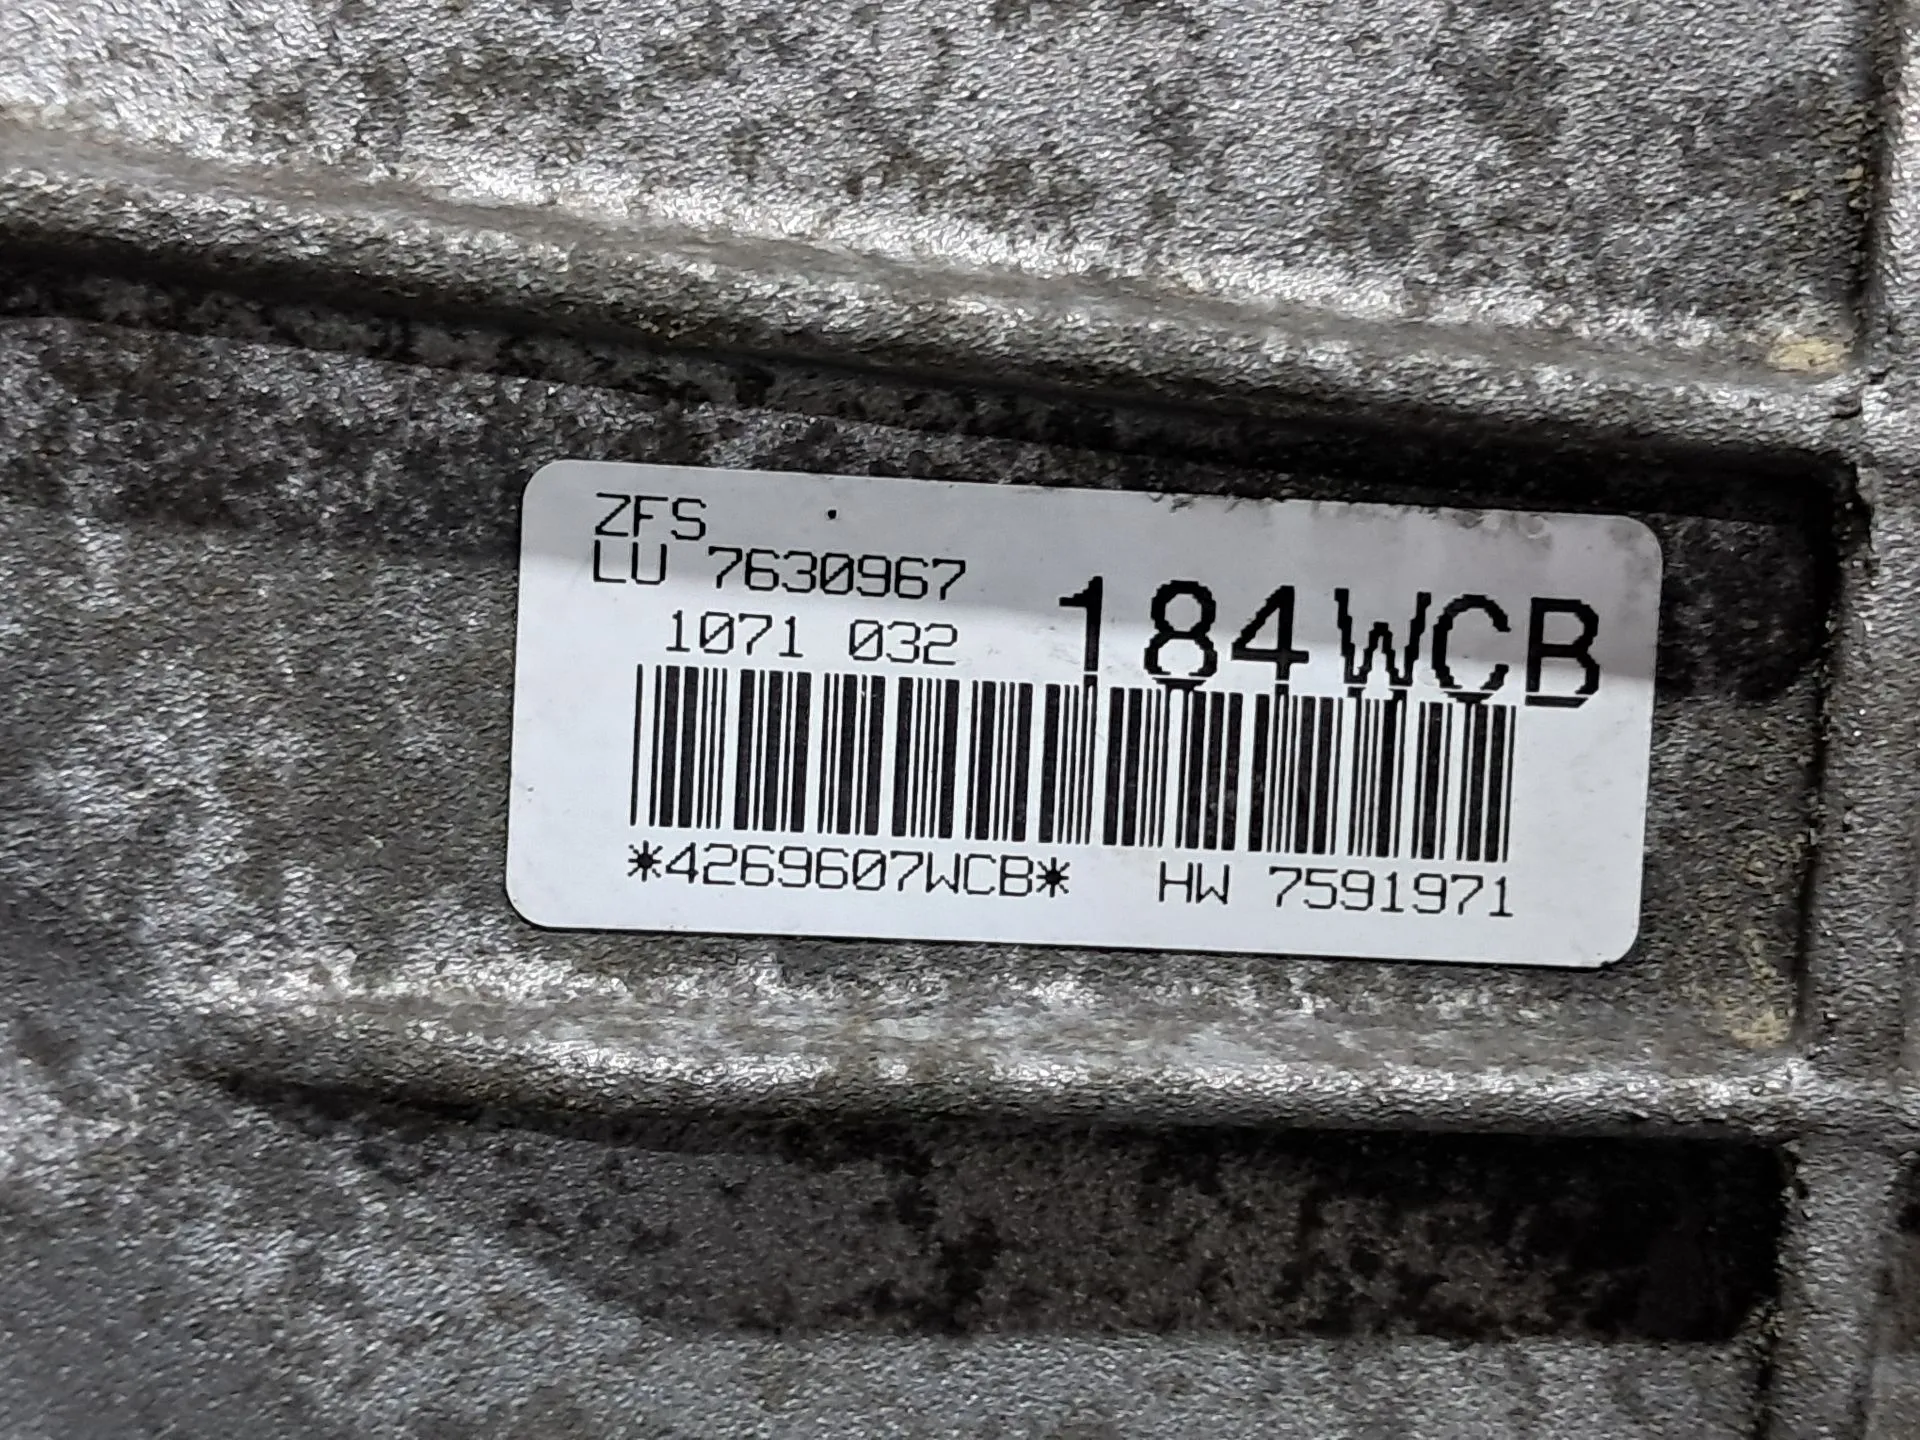 ZFS
LU 7630967
1071 032 184WCB
*4269607WCB* HW 7591971